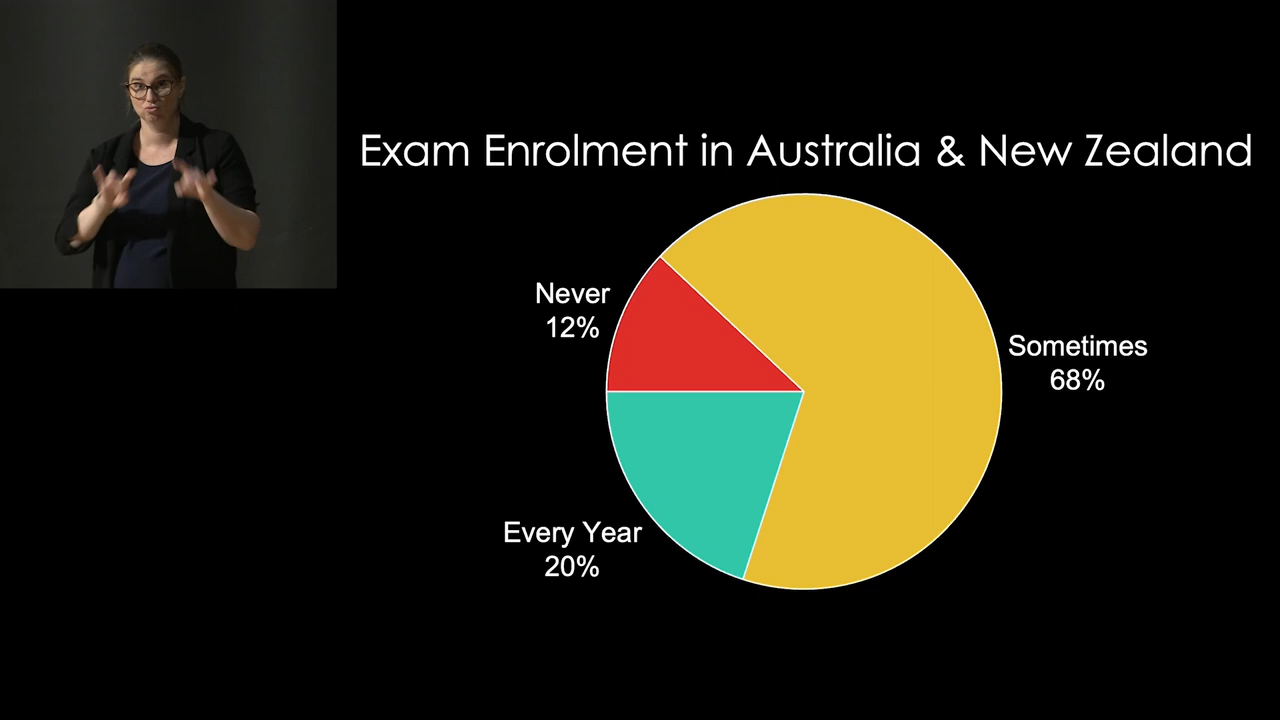 Exam Enrolment in Australia & New Zealand
Never
12%
Sometimes
68%
Every Year
20%